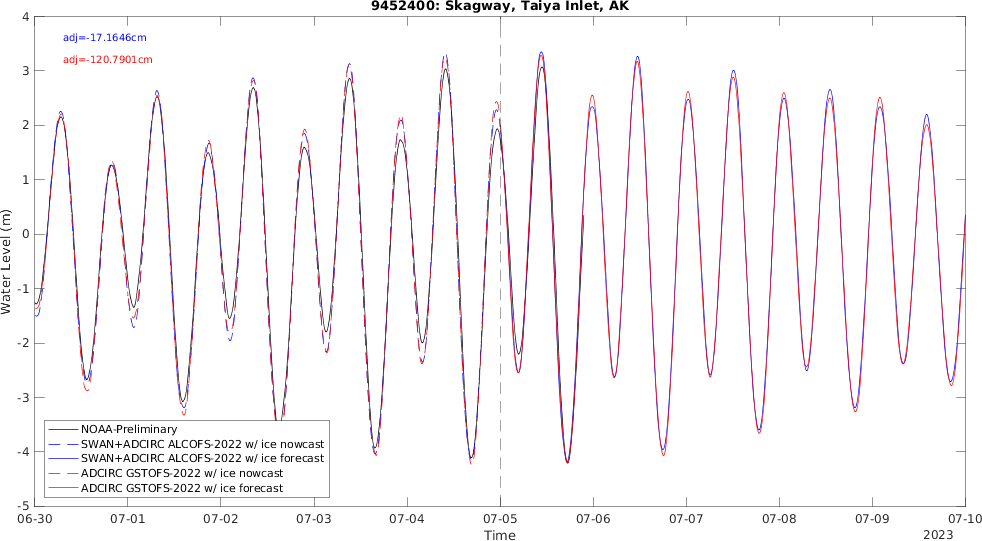 9452400: Skagway, Taiya Inlet, AK
adj=-17.1646cm
adj=-120.7901cm
4
3
2
1
0
-1
-2
-3
-4
-5
Water Level (m)
NOAA-Preliminary
SWAN+ADCIRC ALCOFS-2022 w/ ice nowcast
SWAN+ADCIRC ALCOFS-2022 w/ ice forecast
ADCIRC GSTOFS-2022 w/ ice nowcast
ADCIRC GSTOFS-2022 w/ ice forecast
06-30 07-01 07-02 07-03 07-04 07-05 07-06 07-07 07-08 07-09 07-10
Time
2023